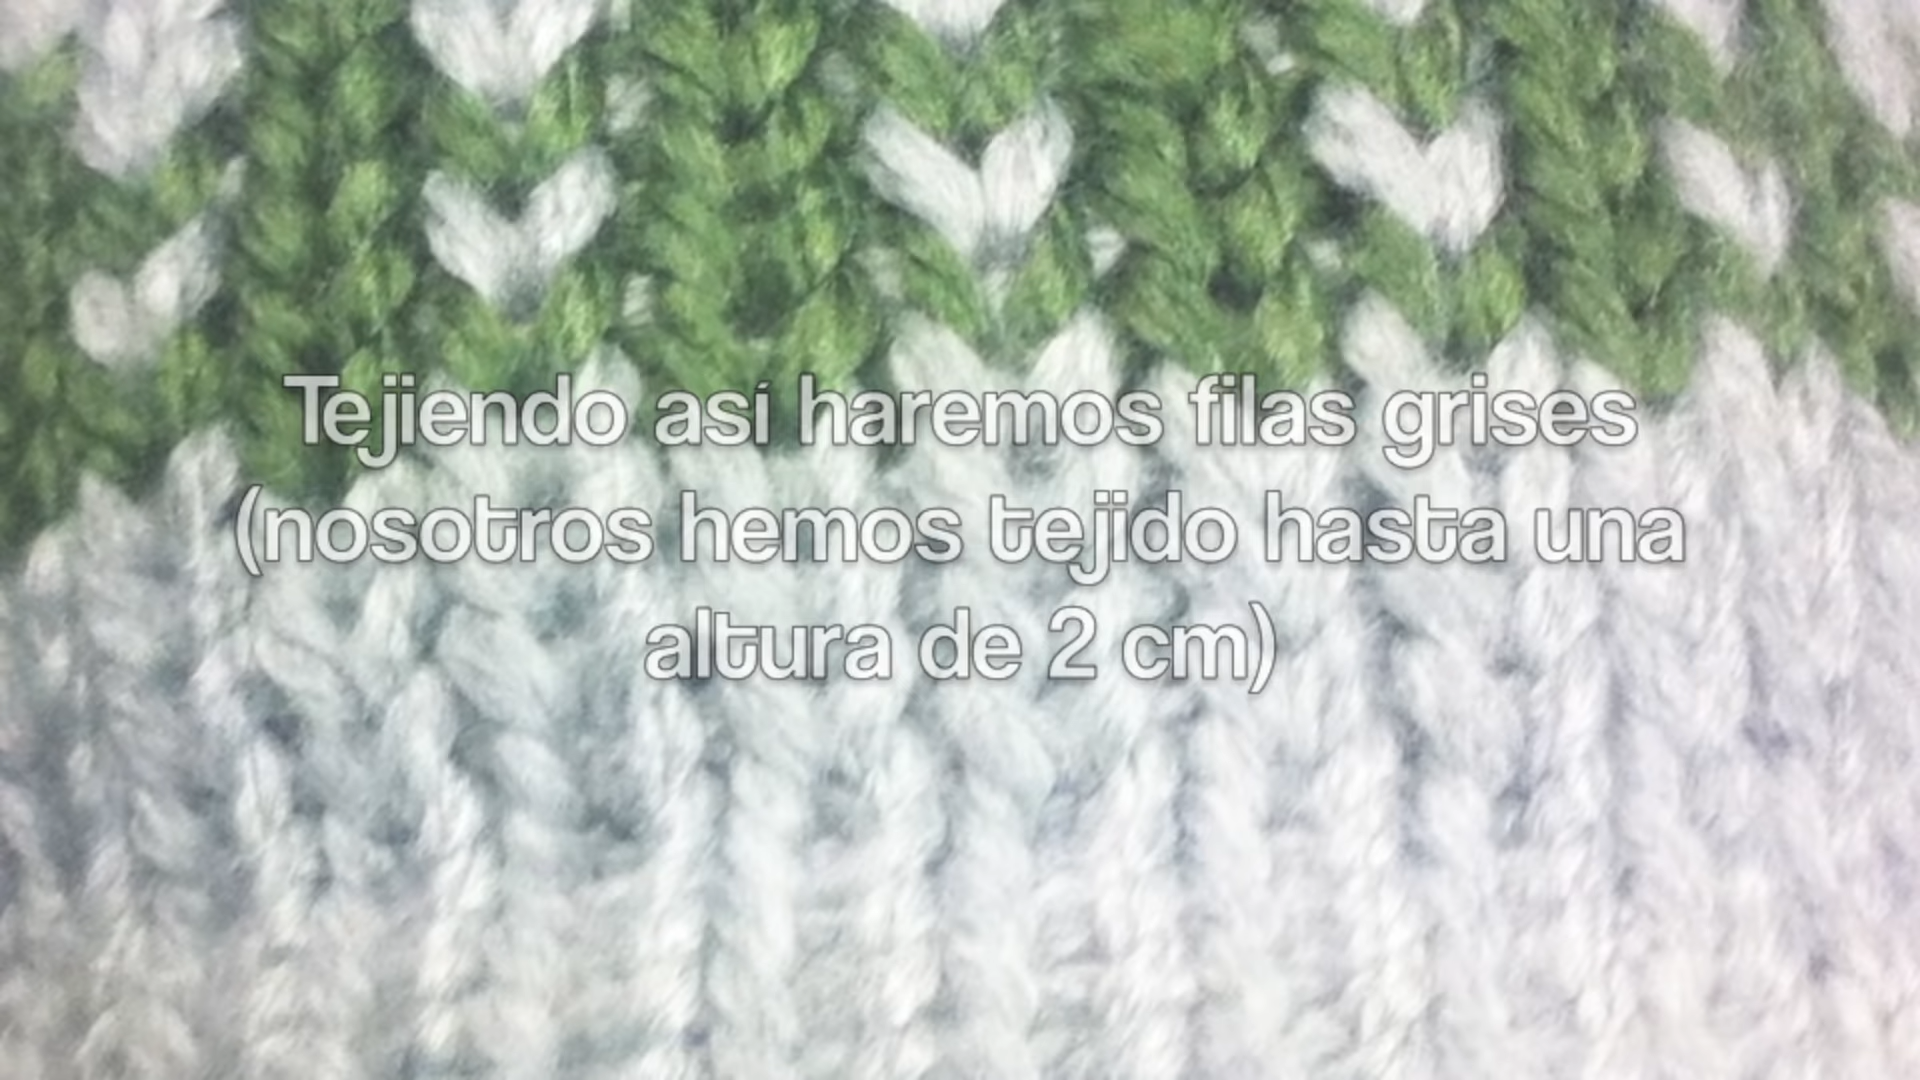 Tejiendo así haremos filas grises
(nosotros hemos tejido hasta una
altura de 2 cm)